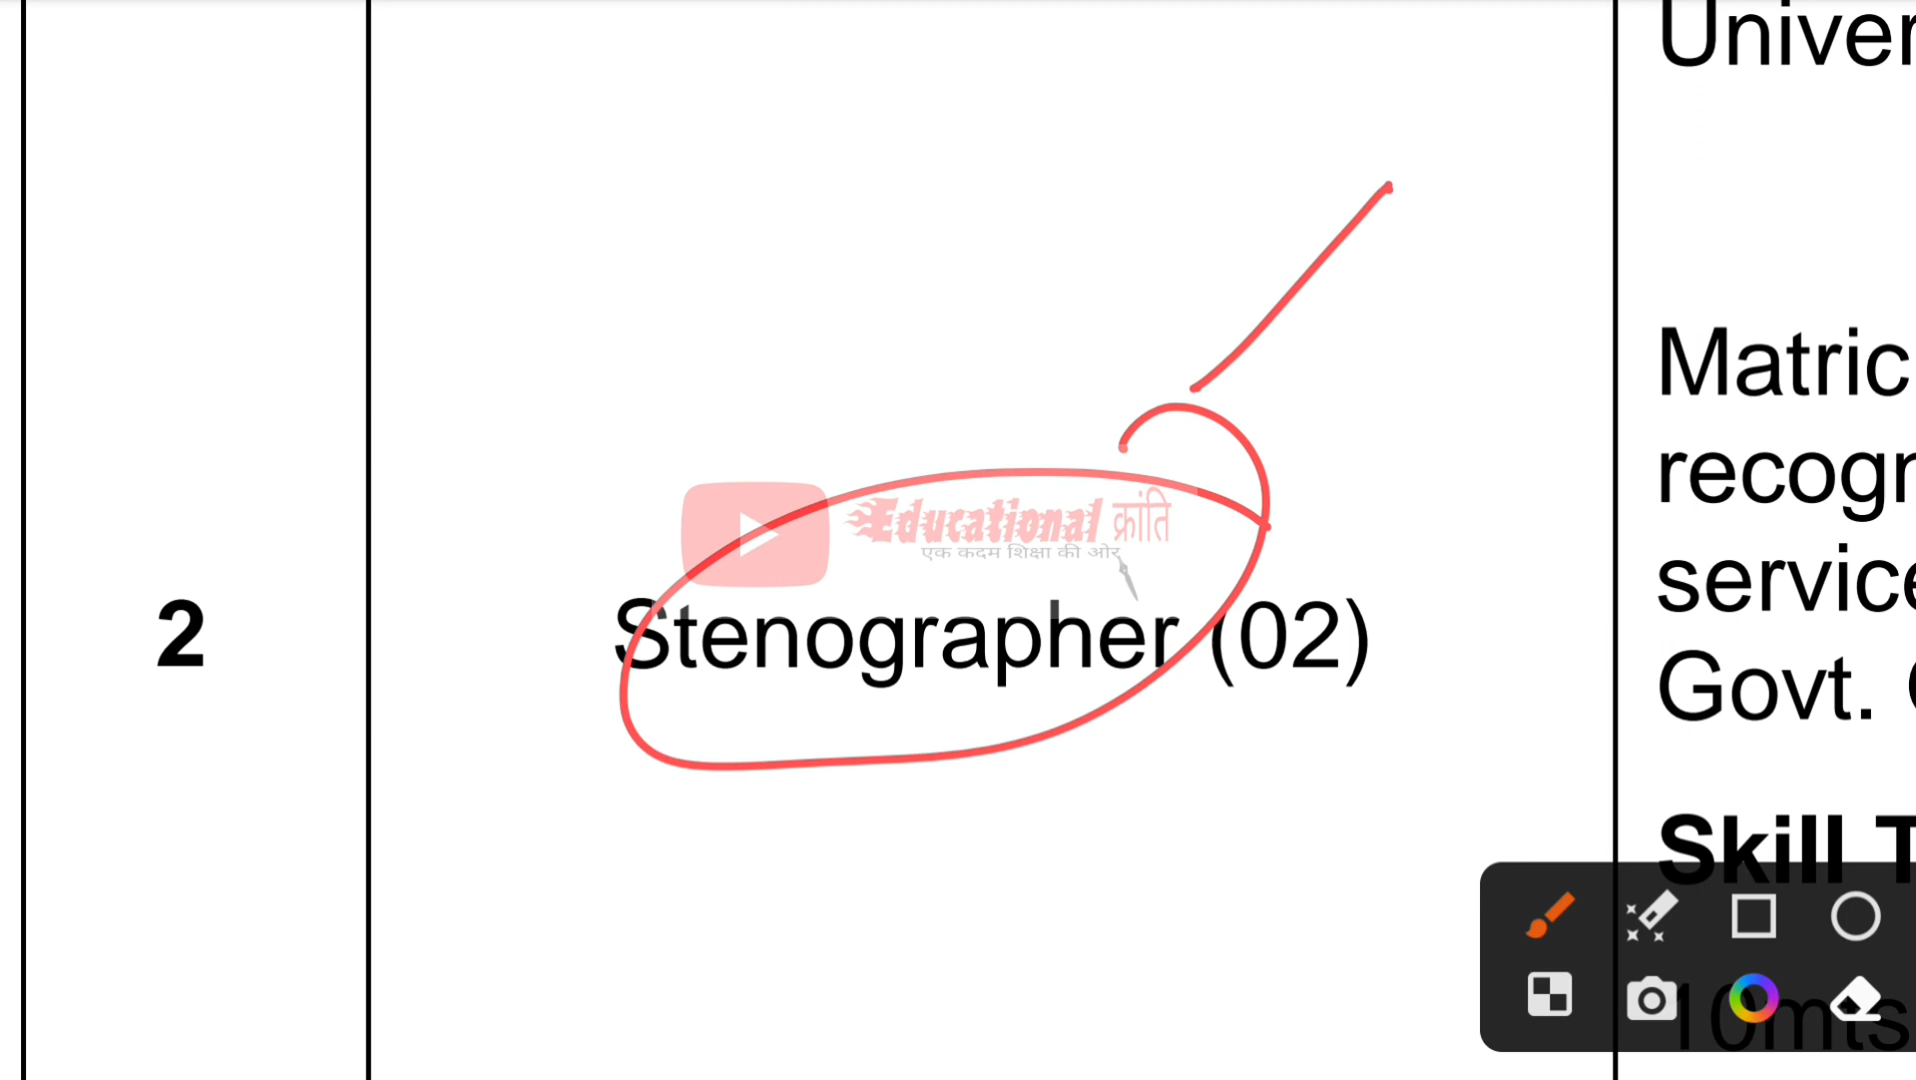 Univer
Matric
recogn
service
Govt.
Educational क्रांति
एक कदम शिक्षा की ओर
2
Stenographer (02)
Skill T
10mts